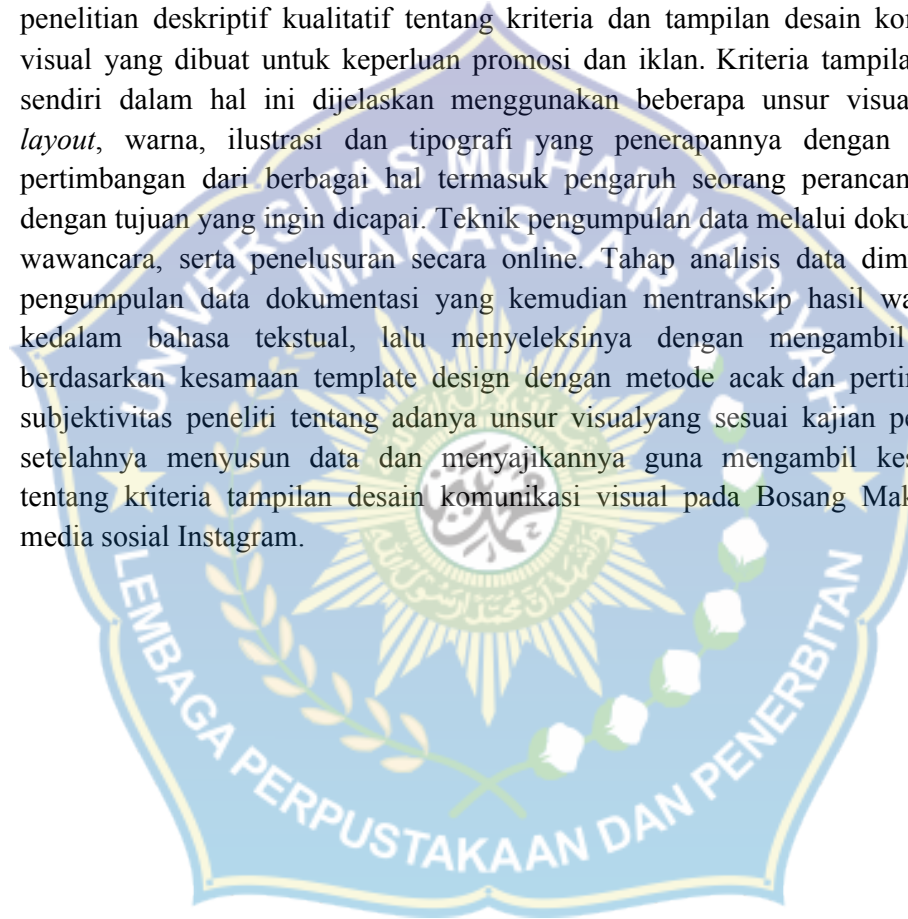 penelitian deskriptif kualitatif tentang kriteria dan tampilan desain ko
visual yang dibuat untuk keperluan promosi dan iklan. Kriteria tampila
sendiri dalam hal ini dijelaskan menggunakan beberapa unsur visua
layout, warna, ilustrasi dan tipografi yang penerapannya dengan
pertimbangan dari berbagai hal termasuk pengaruh seorang perancan
dengan tujuan yang ingin dicapai. Teknik pengumpulan data melalui doku
wawancara, serta penelusuran secara online. Tahap analisis data dim
pengumpulan data dokumentasi yang kemudian mentranskip hasil wa
kedalam bahasa tekstual, lalu menyeleksinya dengan mengambil
berdasarkan kesamaan template design dengan metode acak dan perti
subjektivitas peneliti tentang adanya unsur visualyang sesuai kajian pe
setelahnya menyusun data dan menyajikannya guna mengambil kes
tentang kriteria tampilan desain komunikasi visual pada Bosang Mak
media sosial Instagram.
UNIVERSITAS MUHAMMADIYAH
MAKASSAR
LEMBAGA PERPUSTAKAAN DAN PENERBITAN